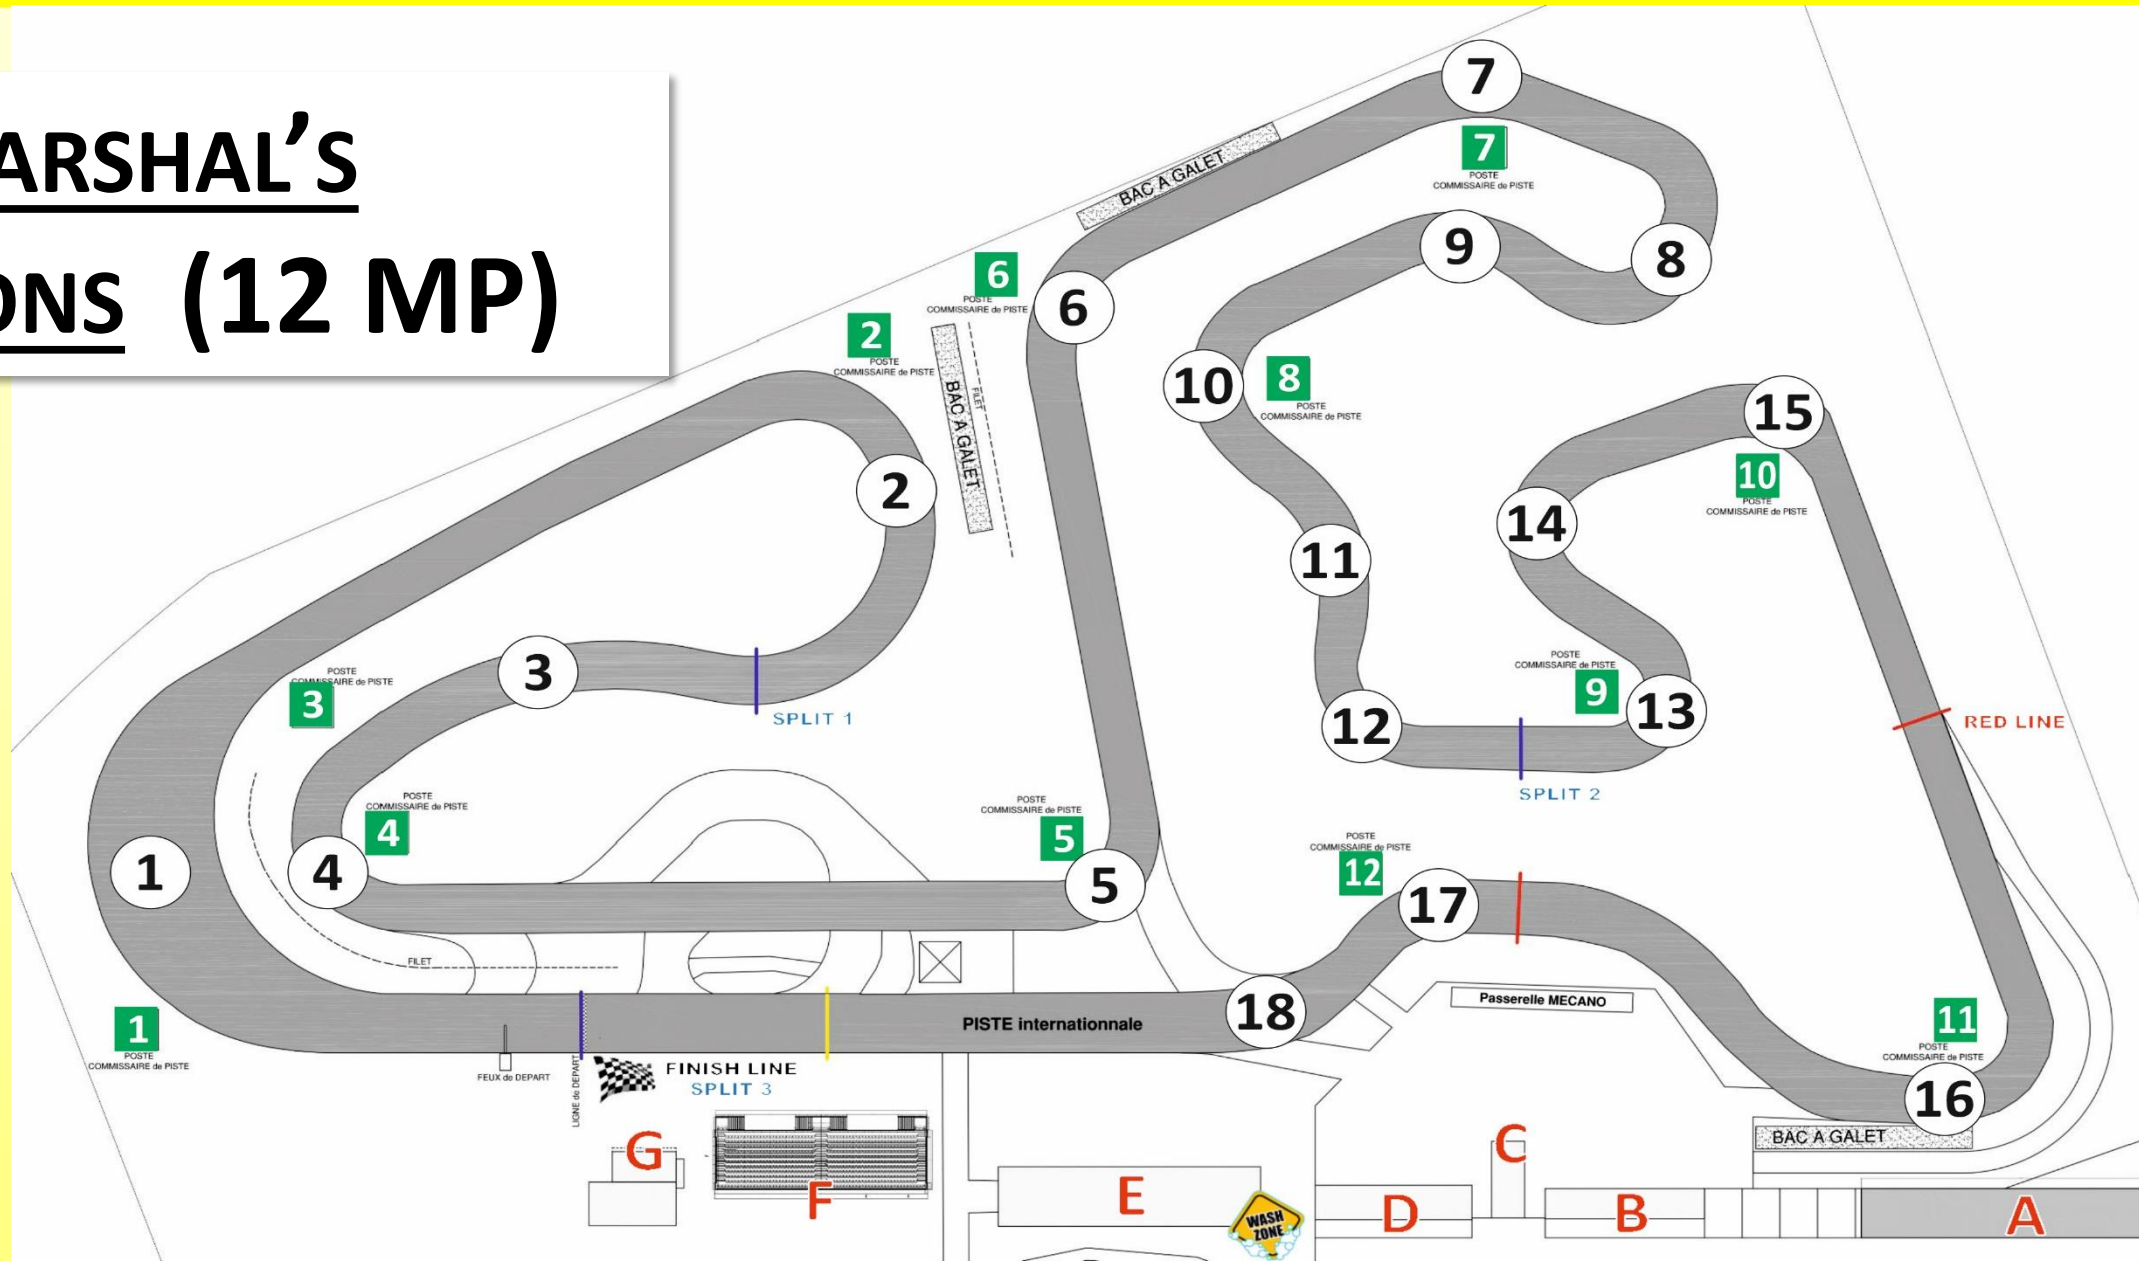 ARSHAL'S
ONS (12 MP)
7
BAC A GALET
7
POSTE
COMMISSAIRE de PISTE
9
8
6
POSTE
COMMISSAIRE de PISTE
6
2
POSTE
COMMISSAIRE de PISTE
BAC A GALET
FILET
10
8
POSTE
COMMISSAIRE de PISTE
15
10
POSTE
COMMISSAIRE de PISTE
2
14
11
3
POSTE
COMMISSAIRE de PISTE
3
SPLIT 1
POSTE
COMMISSAIRE de PISTE
9
13
12
SPLIT 2
RED LINE
POSTE
COMMISSAIRE de PISTE
4
POSTE
COMMISSAIRE de PISTE
5
POSTE
COMMISSAIRE de PISTE
12
1
4
5
17
FILET
Passerelle MECANO
18
PISTE internationnale
1
POSTE
COMMISSAIRE de PISTE
11
POSTE
COMMISSAIRE de PISTE
16
FEUX de DEPART
LIGNE de DEPART
FINISH LINE
SPLIT 3
BAC A GALET
G
F
E
WASH
ZONE
D
C
B
A